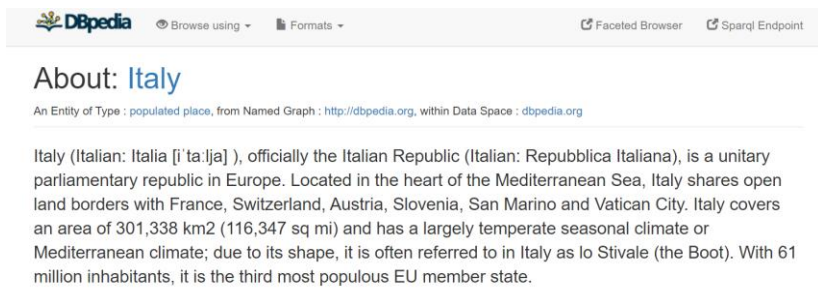 DBpedia Browse using Formats Faceted Browser Sparql Endpoint
About: Italy
An Entity of Type : populated place, from Named Graph : http://dbpedia.org, within Data Space : dbpedia.org
Italy (Italian: Italia [iˈtaːlja] ), officially the Italian Republic (Italian: Repubblica Italiana), is a unitary
parliamentary republic in Europe. Located in the heart of the Mediterranean Sea, Italy shares open
land borders with France, Switzerland, Austria, Slovenia, San Marino and Vatican City. Italy covers
an area of 301,338 km2 (116,347 sq mi) and has a largely temperate seasonal climate or
Mediterranean climate; due to its shape, it is often referred to in Italy as lo Stivale (the Boot). With 61
million inhabitants, it is the third most populous EU member state.